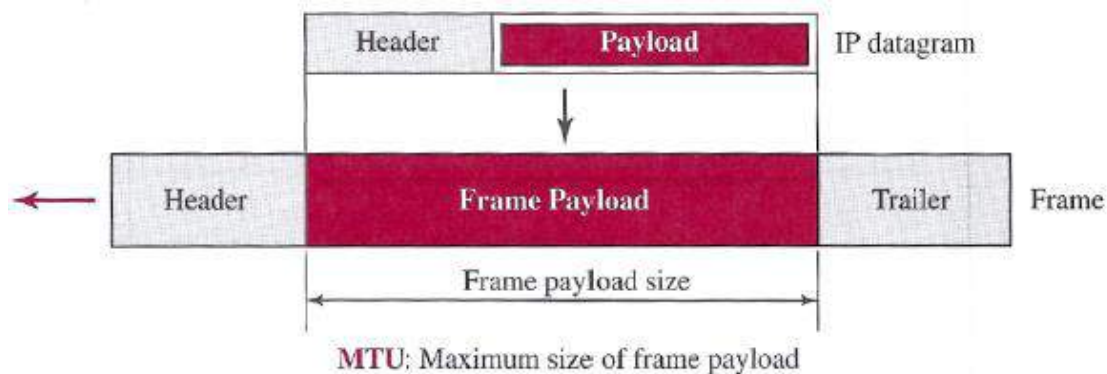 Header Payload IP datagram
Header Frame Payload Trailer Frame
Frame payload size
MTU: Maximum size of frame payload